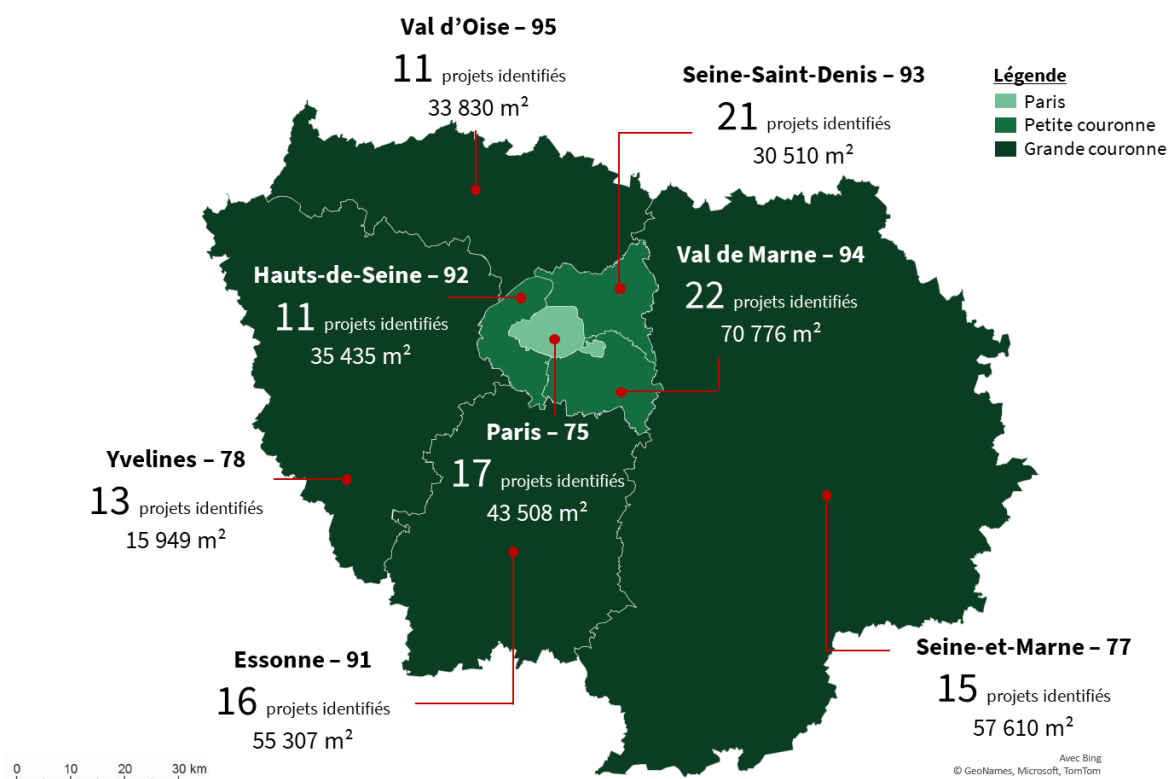 Val d’Oise – 95
11 projets identifiés
33 830 m²
Seine-Saint-Denis – 93
21 projets identifiés
30 510 m²
Légende
Paris
Petite couronne
Grande couronne
Hauts-de-Seine – 92
11 projets identifiés
35 435 m²
Val de Marne – 94
22 projets identifiés
70 776 m²
Paris – 75
17 projets identifiés
43 508 m²
Yvelines – 78
13 projets identifiés
15 949 m²
Essonne – 91
16 projets identifiés
55 307 m²
Seine-et-Marne – 77
15 projets identifiés
57 610 m²
0 10 20 30 km
Avec Bing
© GeoNames, Microsoft, TomTom